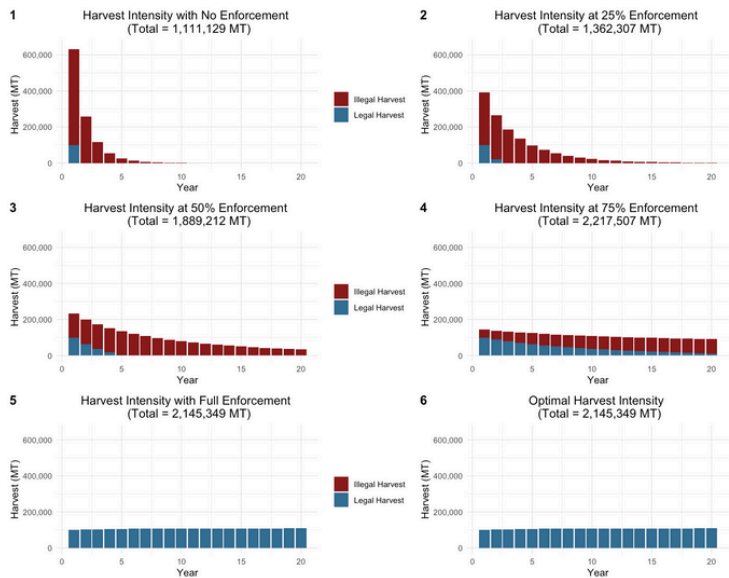 1
Harvest Intensity with No Enforcement
(Total = 1,111,129 MT)
Harvest (MT)
600,000
400,000
200,000
0
0 5 10 15 20
Year
Illegal Harvest
Legal Harvest
2
Harvest Intensity at 25% Enforcement
(Total = 1,362,307 MT)
Harvest (MT)
600,000
400,000
200,000
0
0 5 10 15 20
Year
3
Harvest Intensity at 50% Enforcement
(Total = 1,889,212 MT)
Harvest (MT)
600,000
400,000
200,000
0
0 5 10 15 20
Year
Illegal Harvest
Legal Harvest
4
Harvest Intensity at 75% Enforcement
(Total = 2,217,507 MT)
Harvest (MT)
600,000
400,000
200,000
0
0 5 10 15 20
Year
5
Harvest Intensity with Full Enforcement
(Total = 2,145,349 MT)
Harvest (MT)
600,000
400,000
200,000
0
0 5 10 15 20
Year
Illegal Harvest
Legal Harvest
6
Optimal Harvest Intensity
(Total = 2,145,349 MT)
Harvest (MT)
600,000
400,000
200,000
0
0 5 10 15 20
Year